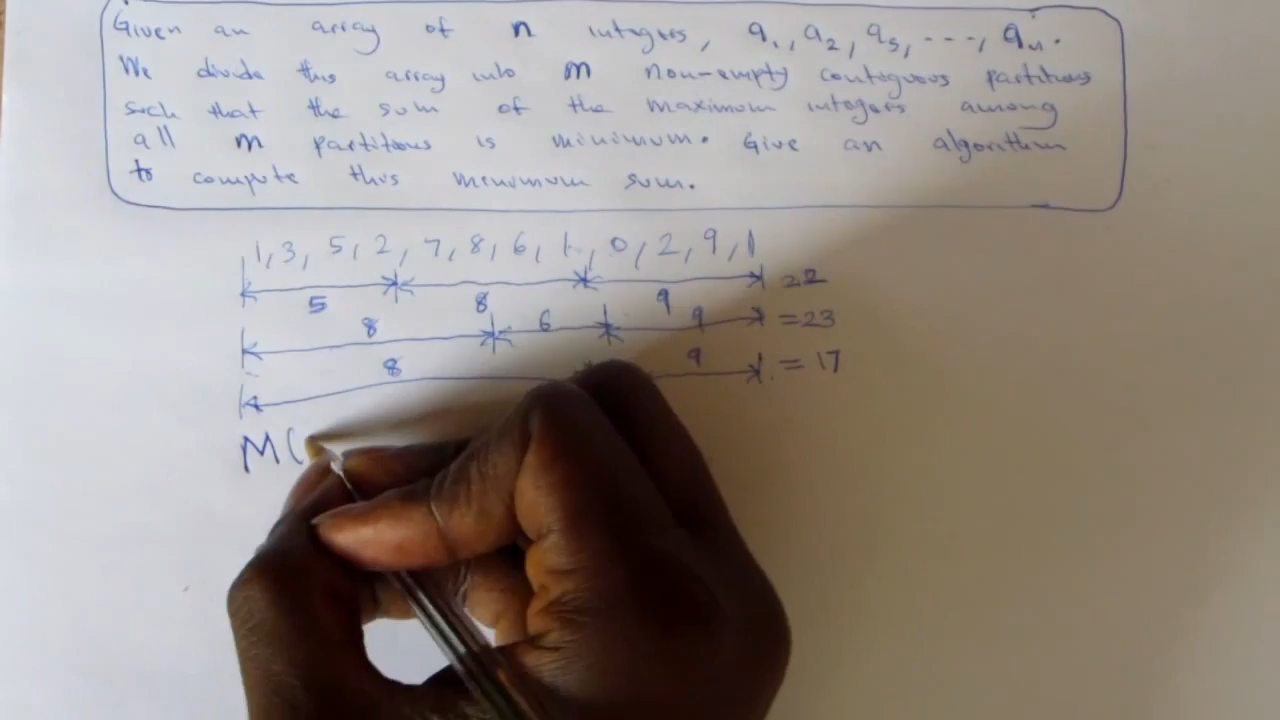 Given an array of n integers, a1, a2, a3, ---, an.
We divide this array into m non-empty contiguous partitions
such that the sum of the maximum integers among
all m partitions is minimum. Give an algorithm
to compute this minimum sum.
1, 3, 5, 2, 7, 8, 6, 1, 0, 2, 9, 1
5 8 9 22
8 6 9 =23
8 9 = 17
M(